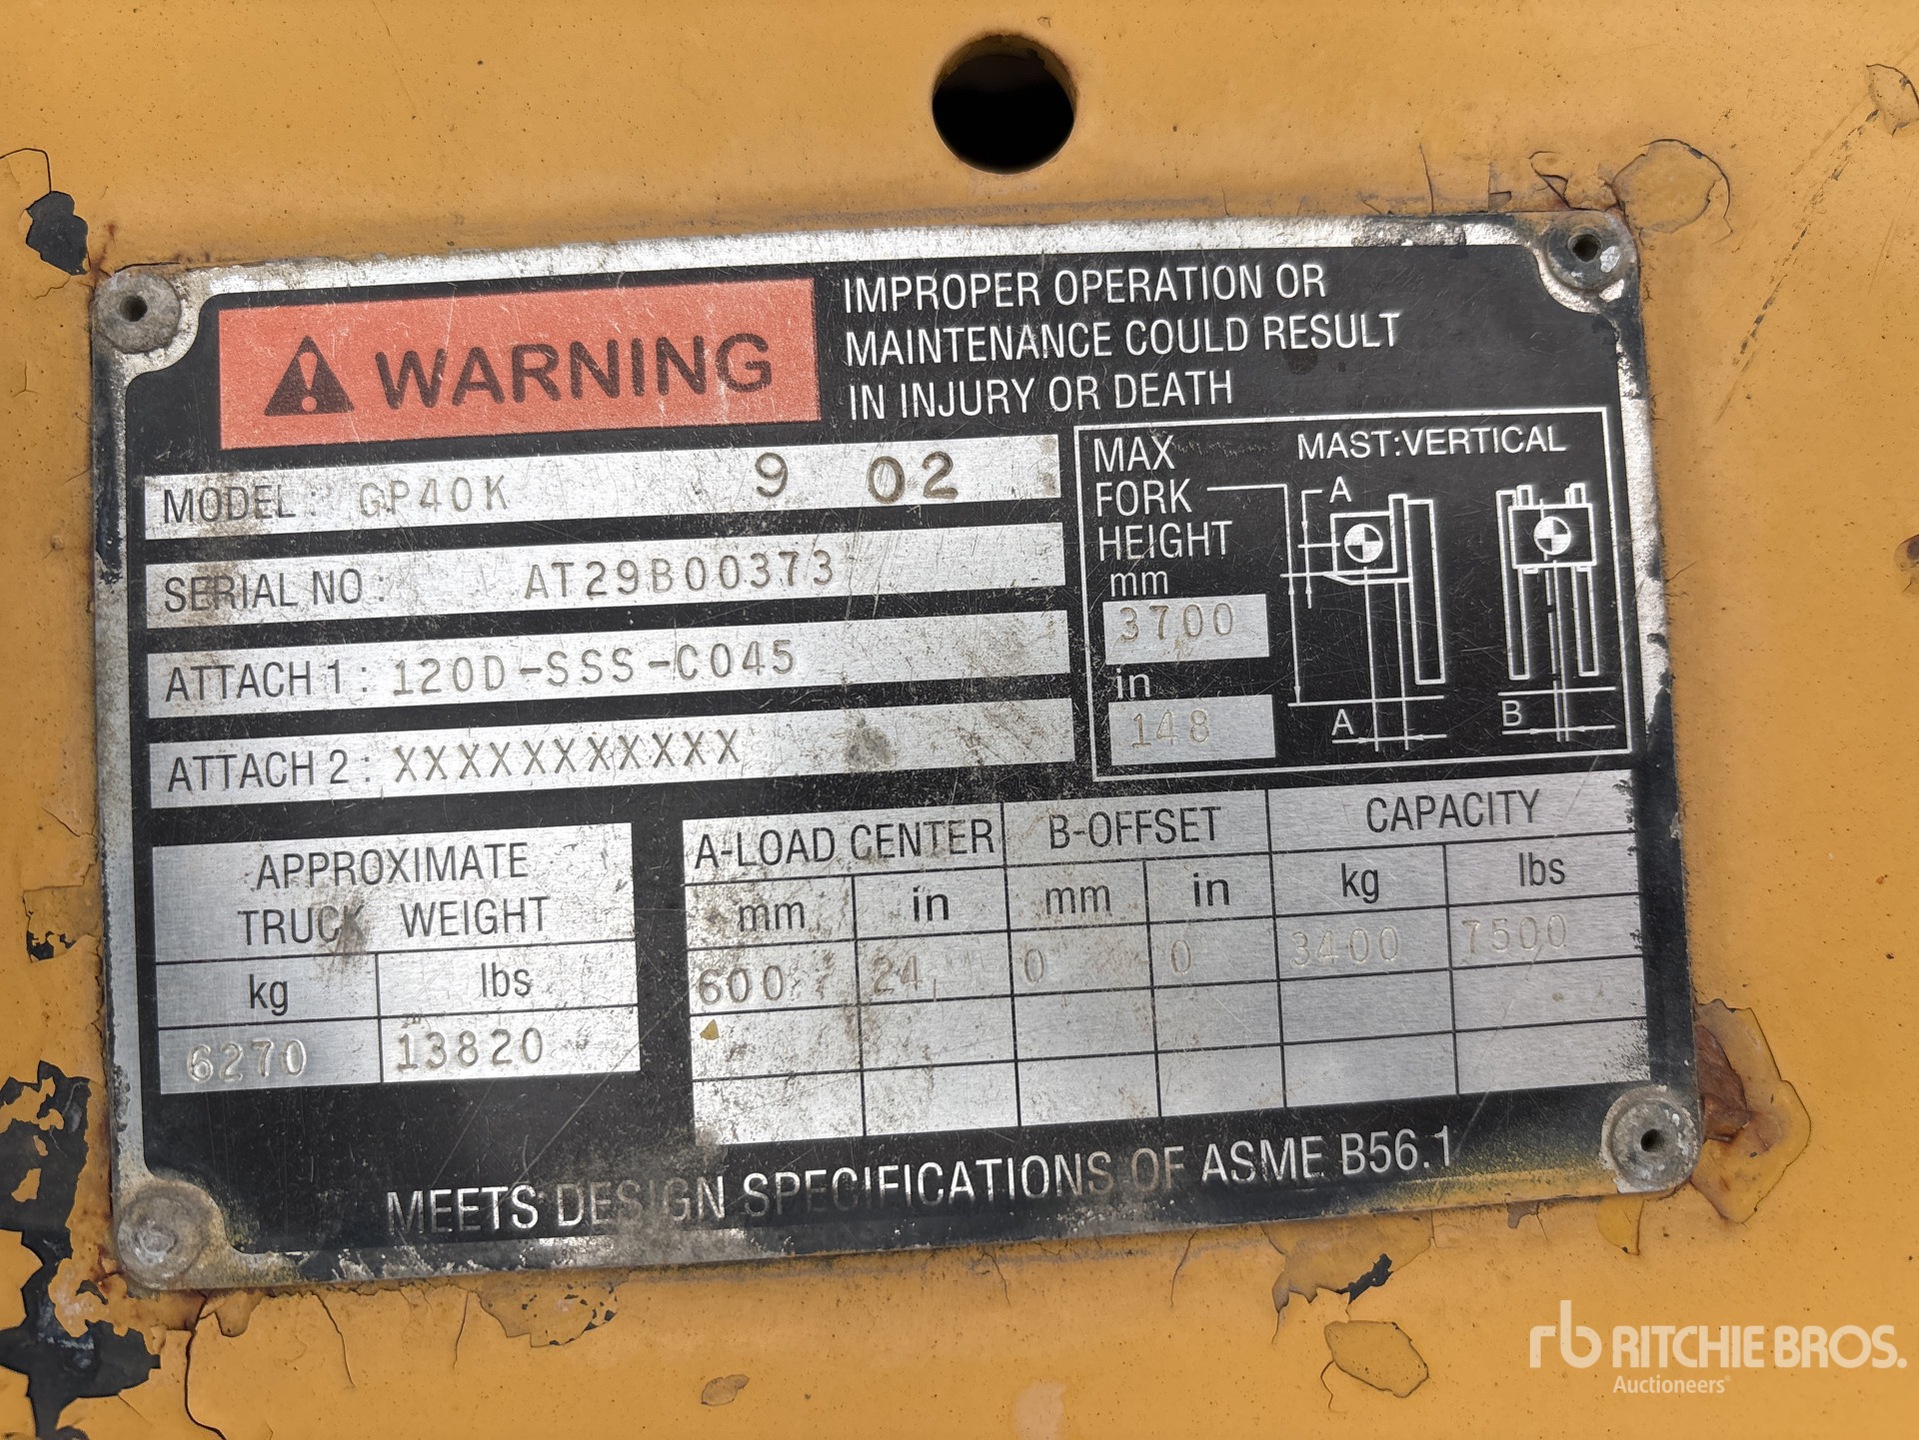 WARNING
IMPROPER OPERATION OR
MAINTENANCE COULD RESULT
IN INJURY OR DEATH
MODEL: GP40K 9 02
SERIAL NO: AT29B00373
ATTACH 1: 120D-SSS-C045
ATTACH 2: XXXXXXXXXXX
MAX
FORK
HEIGHT
mm
3700
in
148
MAST:VERTICAL
A
A
B
APPROXIMATE
TRUCK WEIGHT
kg lbs
6270 13820
A-LOAD CENTER B-OFFSET CAPACITY
mm in mm in kg lbs
600 24 0 0 3400 7500
MEETS DESIGN SPECIFICATIONS OF ASME B56.1
rb RITCHIE BROS.
Auctioneers